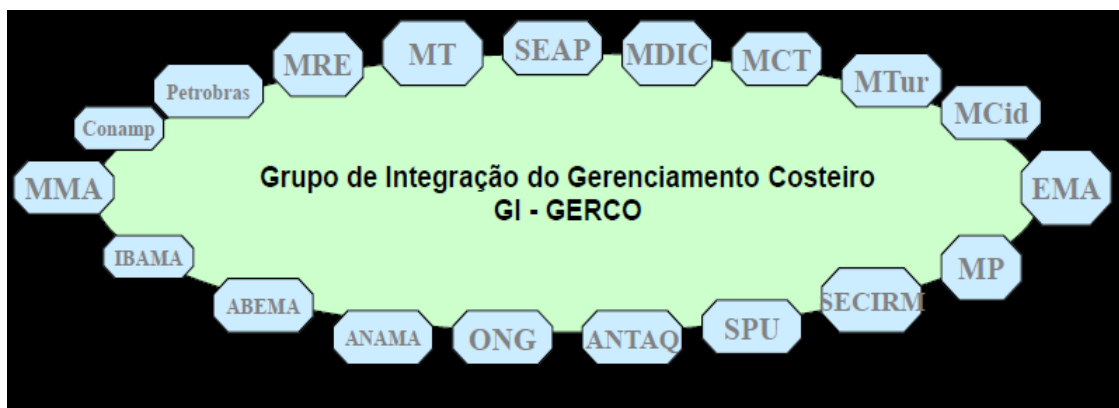 MRE
MT
SEAP
MDIC
MCT
MTur
MCid
Petrobras
Conamp
MMA
EMA
Grupo de Integração do Gerenciamento Costeiro
GI - GERCO
IBAMA
MP
ABEMA
SECIRM
ANAMA
ONG
ANTAQ
SPU